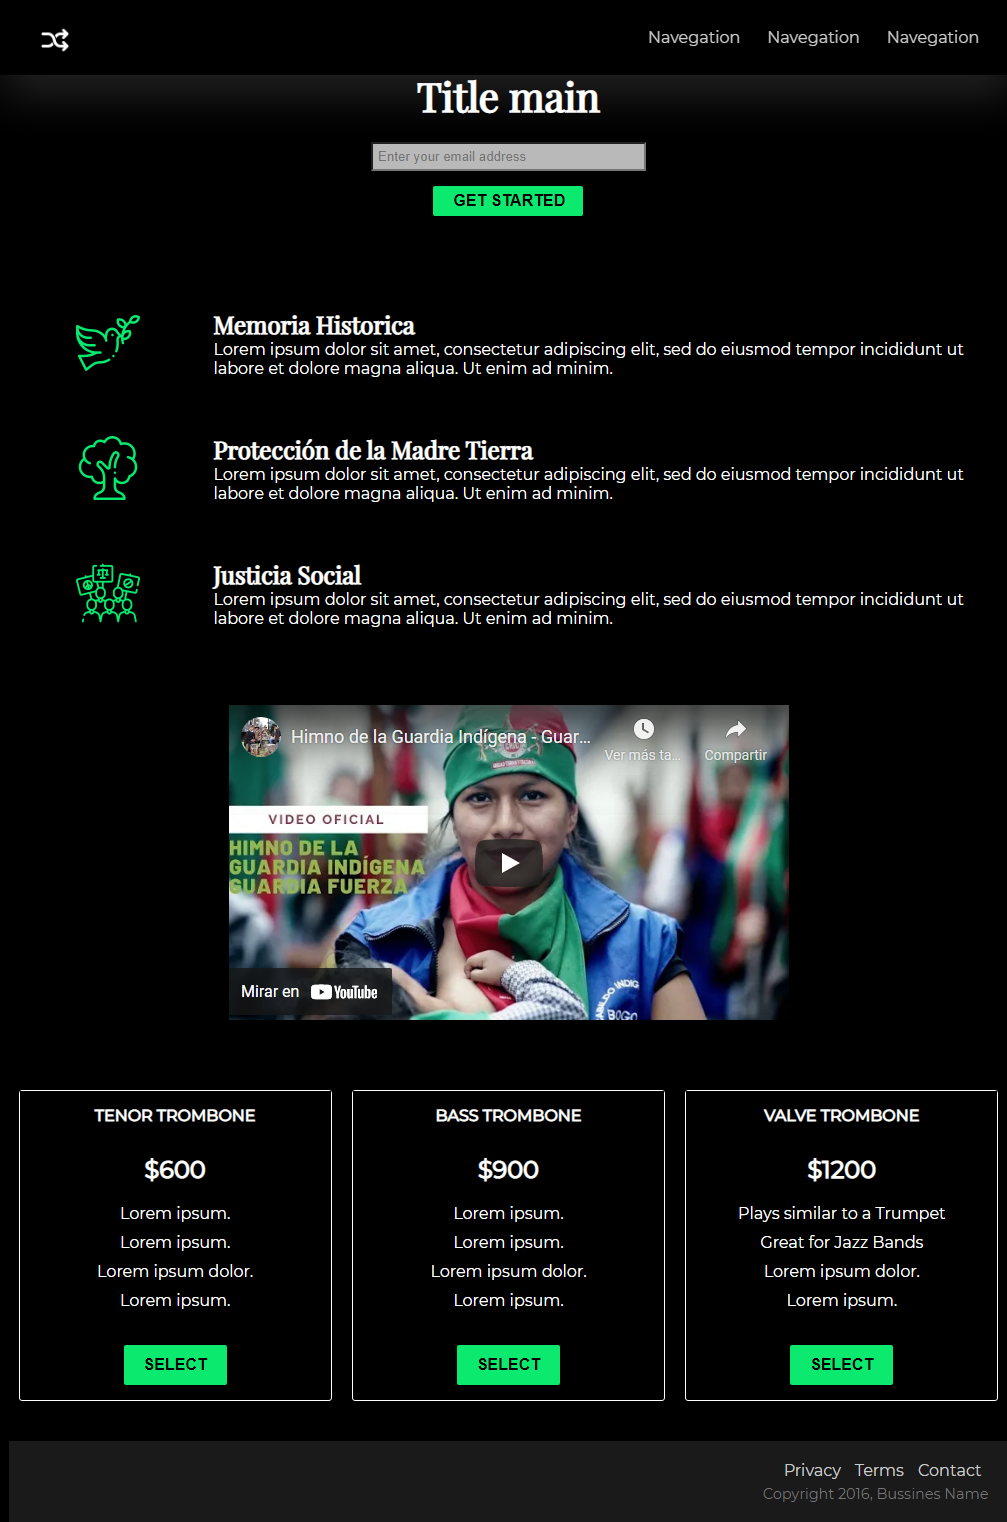 Navegation Navegation Navegation
Title main
Enter your email address
GET STARTED
Memoria Historica
Lorem ipsum dolor sit amet, consectetur adipiscing elit, sed do eiusmod tempor incididunt ut
labore et dolore magna aliqua. Ut enim ad minim.
Protección de la Madre Tierra
Lorem ipsum dolor sit amet, consectetur adipiscing elit, sed do eiusmod tempor incididunt ut
labore et dolore magna aliqua. Ut enim ad minim.
Justicia Social
Lorem ipsum dolor sit amet, consectetur adipiscing elit, sed do eiusmod tempor incididunt ut
labore et dolore magna aliqua. Ut enim ad minim.
Himno de la Guardia Indígena - Guar...
Ver más ta...
Compartir
VIDEO OFICIAL
HIMNO DE LA
GUARDIA INDÍGENA
GUARDIA FUERZA
Mirar en YouTube
TENOR TROMBONE
$600
Lorem ipsum.
Lorem ipsum.
Lorem ipsum dolor.
Lorem ipsum.
SELECT
BASS TROMBONE
$900
Lorem ipsum.
Lorem ipsum.
Lorem ipsum dolor.
Lorem ipsum.
SELECT
VALVE TROMBONE
$1200
Plays similar to a Trumpet
Great for Jazz Bands
Lorem ipsum dolor.
Lorem ipsum.
SELECT
Privacy Terms Contact
Copyright 2016, Bussines Name